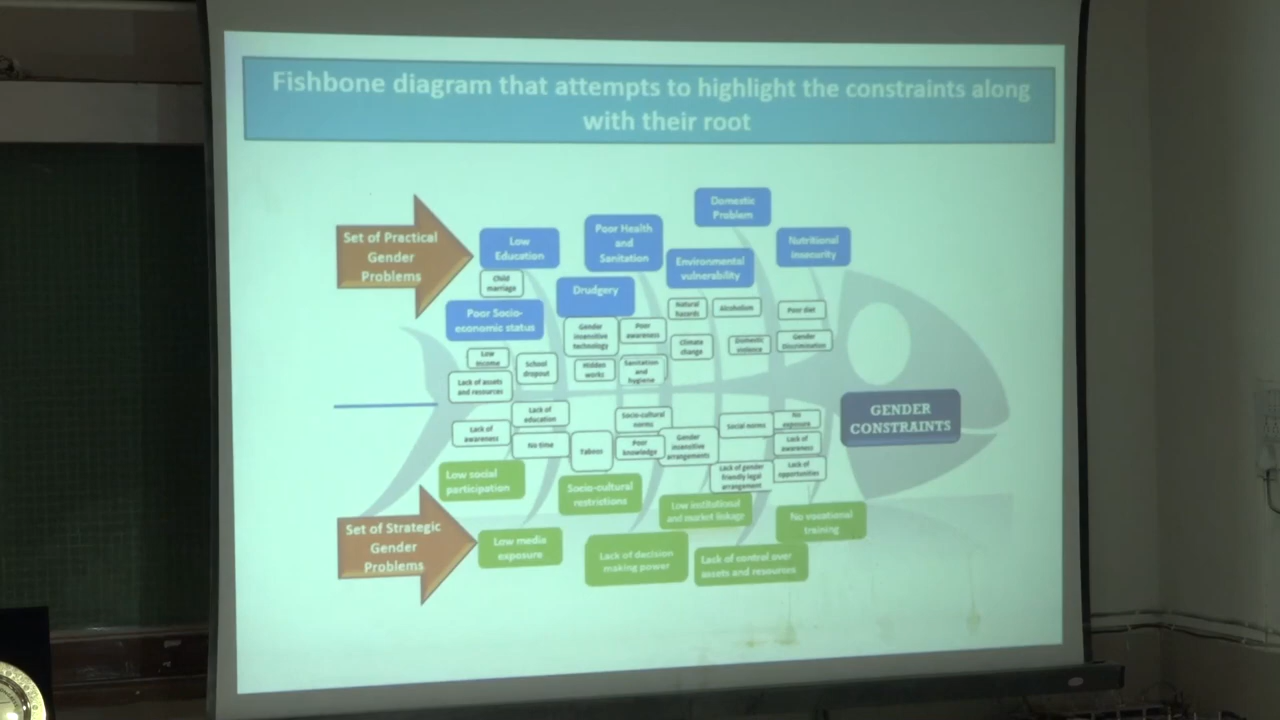 Fishbone diagram that attempts to highlight the constraints along
with their root
Set of Practical
Gender
Problems
Low
Education
Poor Health
and
Sanitation
Domestic
Problem
Nutritional
Insecurity
Environmental
vulnerability
Child
marriage
Drudgery
Poor Socio-
economic status
Natural
hazards
Alcoholism
Poor diet
Gender
insensitive
technology
Poor
awareness
Climate
change
Domestic
violence
Gender
Discrimination
Low
income
School
dropout
Hidden
works
Sanitation
and
hygiene
Lack of assets
and resources
GENDER
CONSTRAINTS
Lack of
education
Socio-cultural
norms
Social norms
No
exposure
Lack of
awareness
No time
Taboos
Poor
knowledge
Gender
insensitive
arrangements
Lack of
awareness
Lack of gender
friendly legal
arrangement
Lack of
opportunities
Low social
participation
Socio-cultural
restrictions
Low institutional
and market linkage
No vocational
training
Set of Strategic
Gender
Problems
Low media
exposure
Lack of decision
making power
Lack of control over
assets and resources